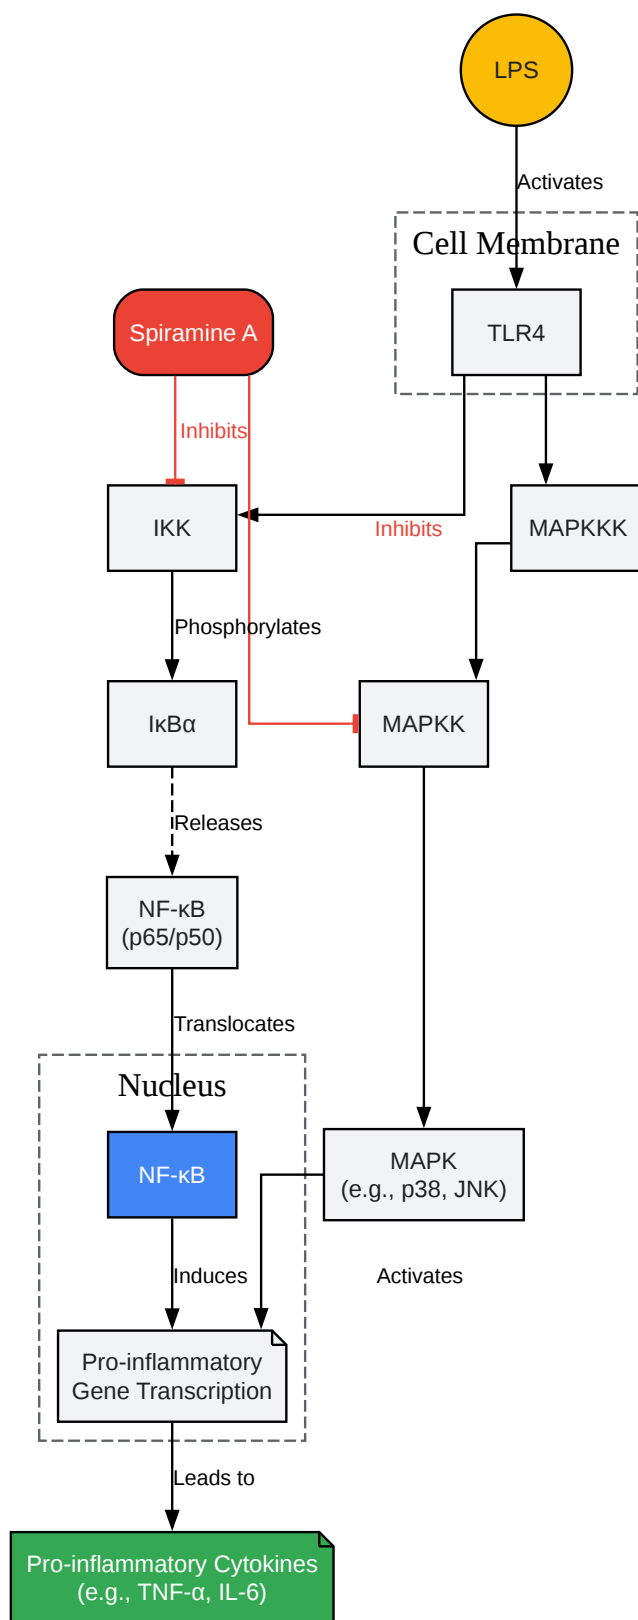 LPS
Activates
Cell Membrane
Spiramine A
TLR4
Inhibits
IKK
Inhibits
MAPKKK
Phosphorylates
IκBα
MAPKK
Releases
NF-κB
(p65/p50)
Translocates
Nucleus
NF-κB
MAPK
(e.g., p38, JNK)
Induces
Activates
Pro-inflammatory
Gene Transcription
Leads to
Pro-inflammatory Cytokines
(e.g., TNF-α, IL-6)